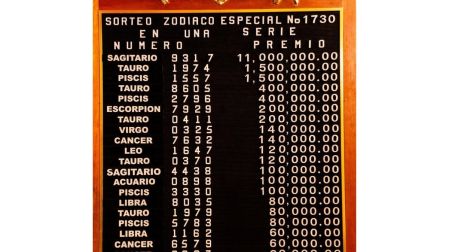 SORTEO ZODIACO ESPECIAL No 1730
EN UNA SERIE
NUMERO PREMIO
SAGITARIO 9317 11,000,000.00
TAURO 1974 1,500,000.00
PISCIS 1557 1,500,000.00
TAURO 8605 400,000.00
PISCIS 2796 400,000.00
ESCORPION 7929 200,000.00
TAURO 0411 200,000.00
VIRGO 0325 140,000.00
CANCER 7632 140,000.00
LEO 1647 120,000.00
TAURO 0370 120,000.00
SAGITARIO 4438 100,000.00
ACUARIO 0898 100,000.00
PISCIS 3330 100,000.00
LIBRA 8035 80,000.00
TAURO 1979 80,000.00
PISCIS 5783 80,000.00
LIBRA 1162 60,000.00
CANCER 6579 60,000.00